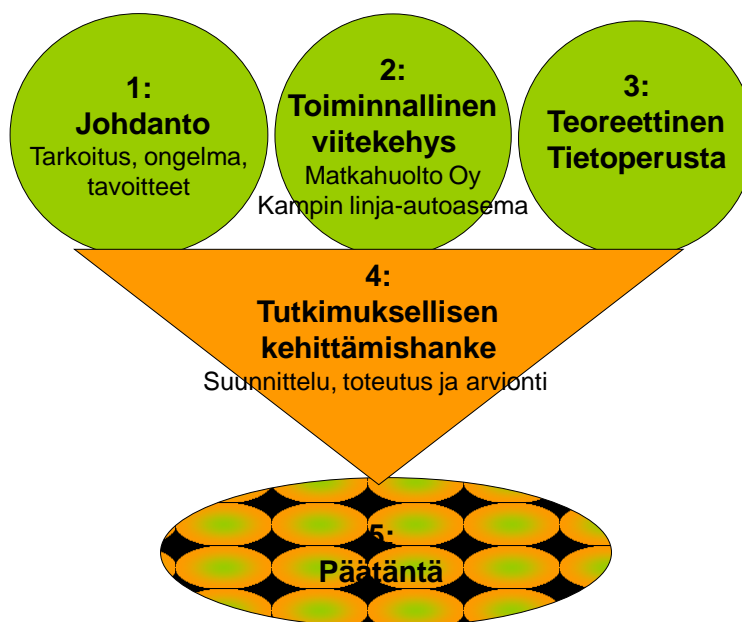 1:
Johdanto
Tarkoitus, ongelma,
tavoitteet
2:
Toiminnallinen
viitekehys
Matkahuolto Oy
Kampin linja-autoasema
3:
Teoreettinen
Tietoperusta
4:
Tutkimuksellisen
kehittämishanke
Suunnittelu, toteutus ja arvionti
5:
Päätäntä